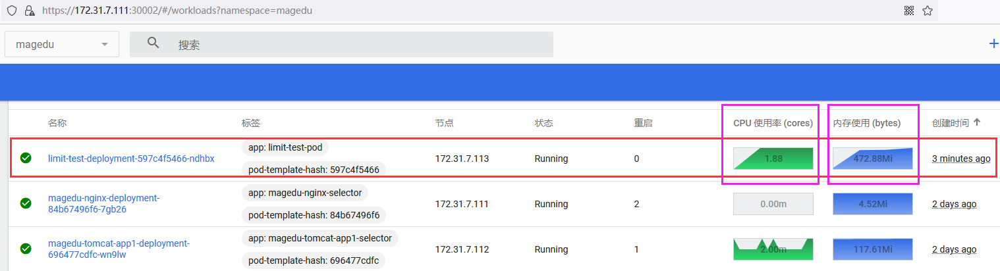 https://172.31.7.111:30002/#/workloads?namespace=magedu
magedu
搜索
名称 标签 节点 状态 重启 CPU 使用率 (cores) 内存使用 (bytes) 创建时间
app: limit-test-pod
limit-test-deployment-597c4f5466-ndhbx 172.31.7.113 Running 0 1.88 472.88Mi 3 minutes ago
pod-template-hash: 597c4f5466
app: magedu-nginx-selector
magedu-nginx-deployment-
84b67496f6-7gb26 172.31.7.111 Running 2 0.00m 4.52Mi 2 days ago
pod-template-hash: 84b67496f6
app: magedu-tomcat-app1-selector
magedu-tomcat-app1-deployment-
696477cdfc-wn9lw 172.31.7.112 Running 1 2.00m 117.61Mi 2 days ago
pod-template-hash: 696477cdfc